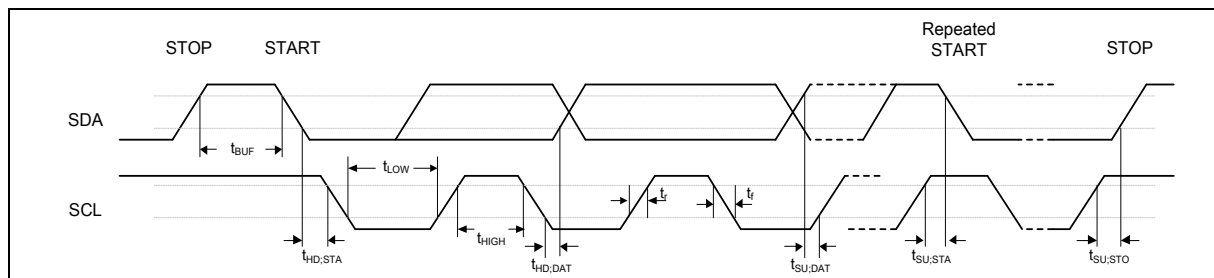 STOP
START
Repeated
START
STOP
SDA
tBUF
tLOW
SCL
tr
tf
tHD;STA
tHIGH
tHD;DAT
tSU;DAT
tSU;STA
tSU;STO